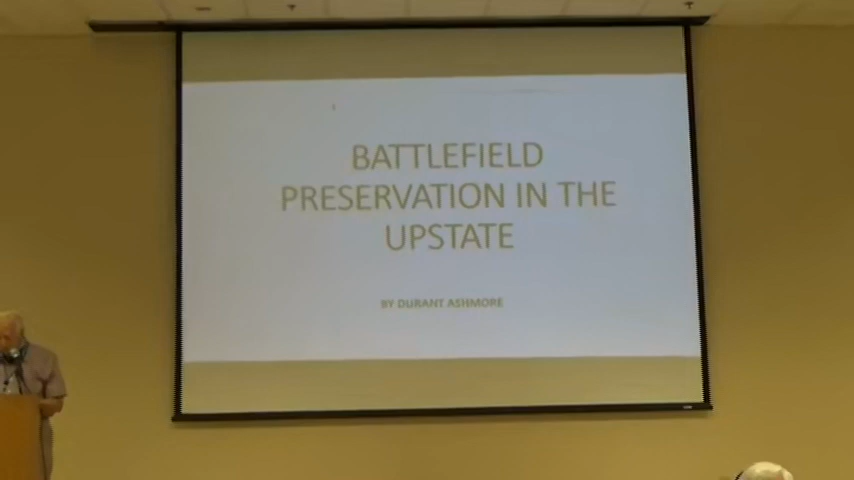 BATTLEFIELD
PRESERVATION IN THE
UPSTATE
BY DURANT ASHMORE